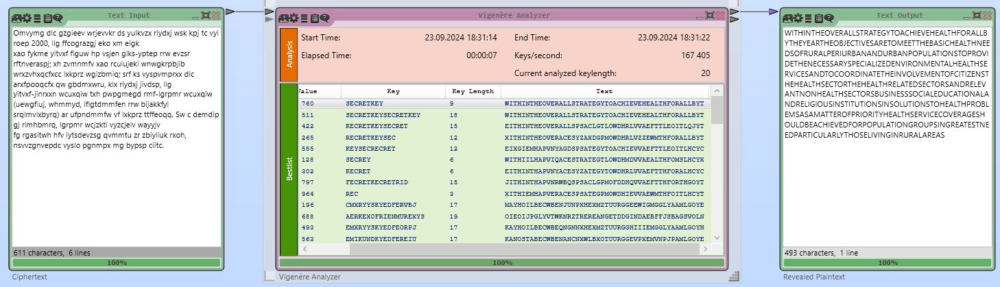 Text Input
Omvymg dlc gzgieev wrjevvkr ds yulkvzx riydxj wsk kpj tc vyi
roep 2000, llg ffcograzgj eko xm eigk
xao fykme yitvxf figuw hp vsjen giks-yptep rrw evzsr
rftnveraspj; xh zvmnmfv xao rcuiujeki wnwgkrpbjib
wrxzvhxqcfxcc lxkprz wgizbmiq; srf ks vyspvmprxx dlc
arxfpooqcfx qw gbdmxwru, klx riydxj jivdsp, llg
yitvxf-jinrxxn wcuxqiw txh pwpgmegd rmf-lgrpmr wcuxqiw
(uewgfiuj, whmmyd, iflgtdmmfen rrw bijakkfyl
srqlmvlxbyrq) ar ufpndmmfw vf lxkprz ttffeoqq. Sw c demdip
gj rimhbmrq, lgrpmr wcjzkti vyzcjeiv wayyjv
fg rgasitwh hfv iytsdevzsg qvmmtu zr zbiyliuk rxoh,
nsvvzgnvepdc vyslo pgnmpx mg bypsp ciitc.
611 characters, 6 lines
100%
Ciphertext
Vigenère Analyzer
Analysis
Start Time: 23.09.2024 18:31:14 End Time: 23.09.2024 18:31:22
Elapsed Time: 00:00:07 Keys/second: 167 405
Current analyzed keylength: 20
Bestlist
Value Key Key Length Text
760 SECRETKEY 9 WITHINTHEOVERALLSTRATEGYTOACHIEVEHEALTHFORALLBYT
511 SECRETKEYSECRETKEY 18 WITHINTHEOVERALLSTRATEGYTOACHIEVEHEALTHFORALLBYT
422 KECRETKEYSECRET 15 EITHINTHEOVERALLSPSACLGTLOWDHRLVVAEFTTLEOITLQJYT
265 RECRETKEYSEC 12 XITHINTHEOVERACESYZAXDGPMOWDHRLVZZEWMTHFORALLBYT
555 KEYSECRECRET 12 EIXGIEMHAPVNYAGDSPSATEGYTOACHIEVAEFTTLEOITLHCYC
128 SECREY 6 WITHIILHAPVIQACESTRATEGTLOWDHMDVVAEALTHFOMSLHCYX
302 KECRET 6 EITHINTHAPVNYACESYZATEGYTOWDHRLVVAEFTTHFORALHCYC
797 FECRETKECRETRID 15 JITHINTHAPVNRWBQSPSACLGPMOFDDHQVVAEFTTHFORTHGOYT
964 REC 3 XITHIEMHAPVERACESPSATEGPMOWDHIEVVAEWMTHFOITLHCYT
196 CMXRYYSKYEDFERVBJ 17 MAYHOILBECWBENJUNPXHEXMZTUURGGEEWIGMGGLYAAMLGOYE
688 AERKEXOFRIENMUREXYS 19 OIEOIJPGLYVTWKNRZTREREANGETDDGINDAEBFFJSBAGSVOLN
493 EMXRYYSKYEDFEORPJ 17 KAYHOILBECWBEQNGNNXHEXMZTUURGGHIIIEMGGLYAAMLGOYH
563 EMIKUNDKYEDFEREIU 17 KANOSTABECWBENANCNXWLBXOTUURGGEVPXEMVNPJPAMLGOYE
100%
Vigenère Analyzer
Text Output
WITHINTHEOVERALLSTRATEGYTOACHIEVEHEALTHFORALLB
YTHEYEARTHEOBJECTIVESARETOMEETTHEBASICHEALTHNEE
DSOFRURALPERIURBANANDURBANPOPULATIONSTOPROVI
DETHENECESSARYSPECIALIZEDENVIRONMENTALHEALTHSE
RVICESANDTOCOORDINATETHEINVOLVEMENTOFCITIZENST
HEHEALTHSECTORTHEHEALTHRELATEDSECTORSANDRELEV
ANTNONHEALTHSECTORSBUSINESSSOCIALEDUCATIONALA
NDRELIGIOUSINSTITUTIONSINSOLUTIONSTOHEALTHPROBL
EMSASAMATTEROFPRIORITYHEALTHSERVICECOVERAGESH
OULDBEACHIEVEDFORPOPULATIONGROUPSINGREATESTNE
EDPARTICULARLYTHOSELIVINGINRURALAREAS
493 characters, 1 line
100%
Revealed Plaintext